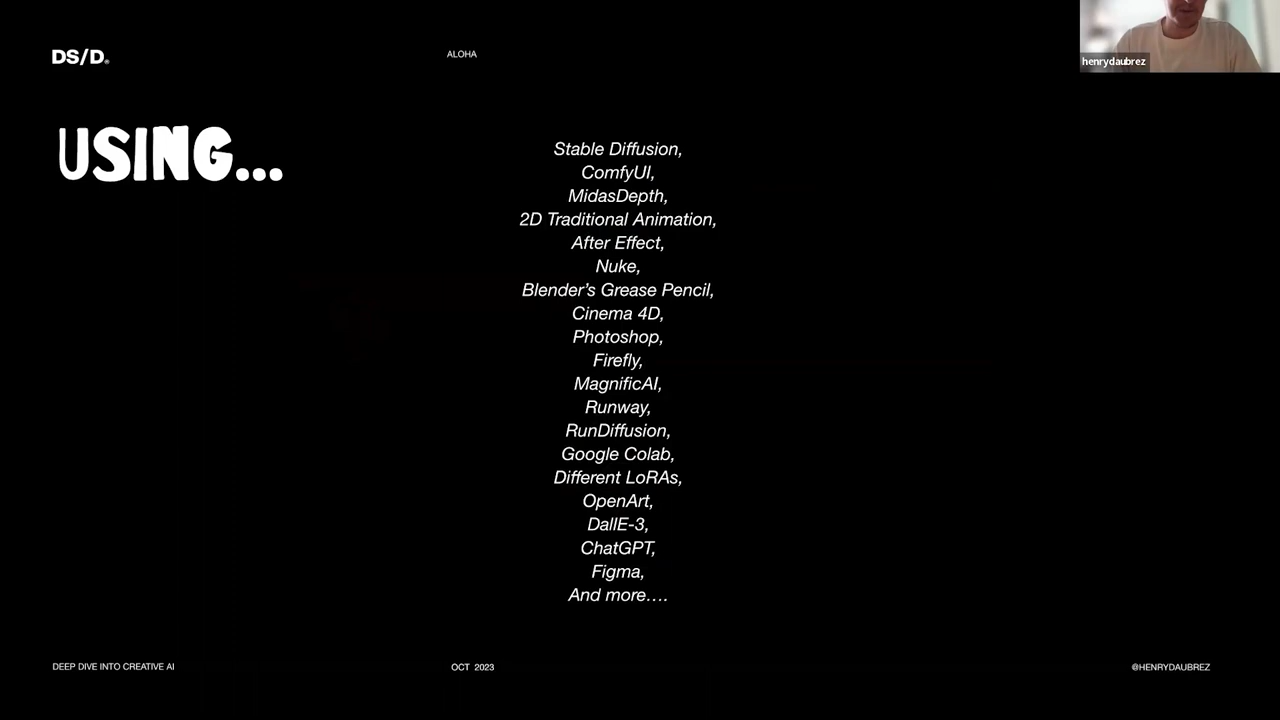 DS/D®
ALOHA
henrydaubrez
USING...
Stable Diffusion,
ComfyUI,
MidasDepth,
2D Traditional Animation,
After Effect,
Nuke,
Blender’s Grease Pencil,
Cinema 4D,
Photoshop,
Firefly,
MagnificAI,
Runway,
RunDiffusion,
Google Colab,
Different LoRAs,
OpenArt,
DallE-3,
ChatGPT,
Figma,
And more....
DEEP DIVE INTO CREATIVE AI
OCT 2023
@HENRYDAUBREZ